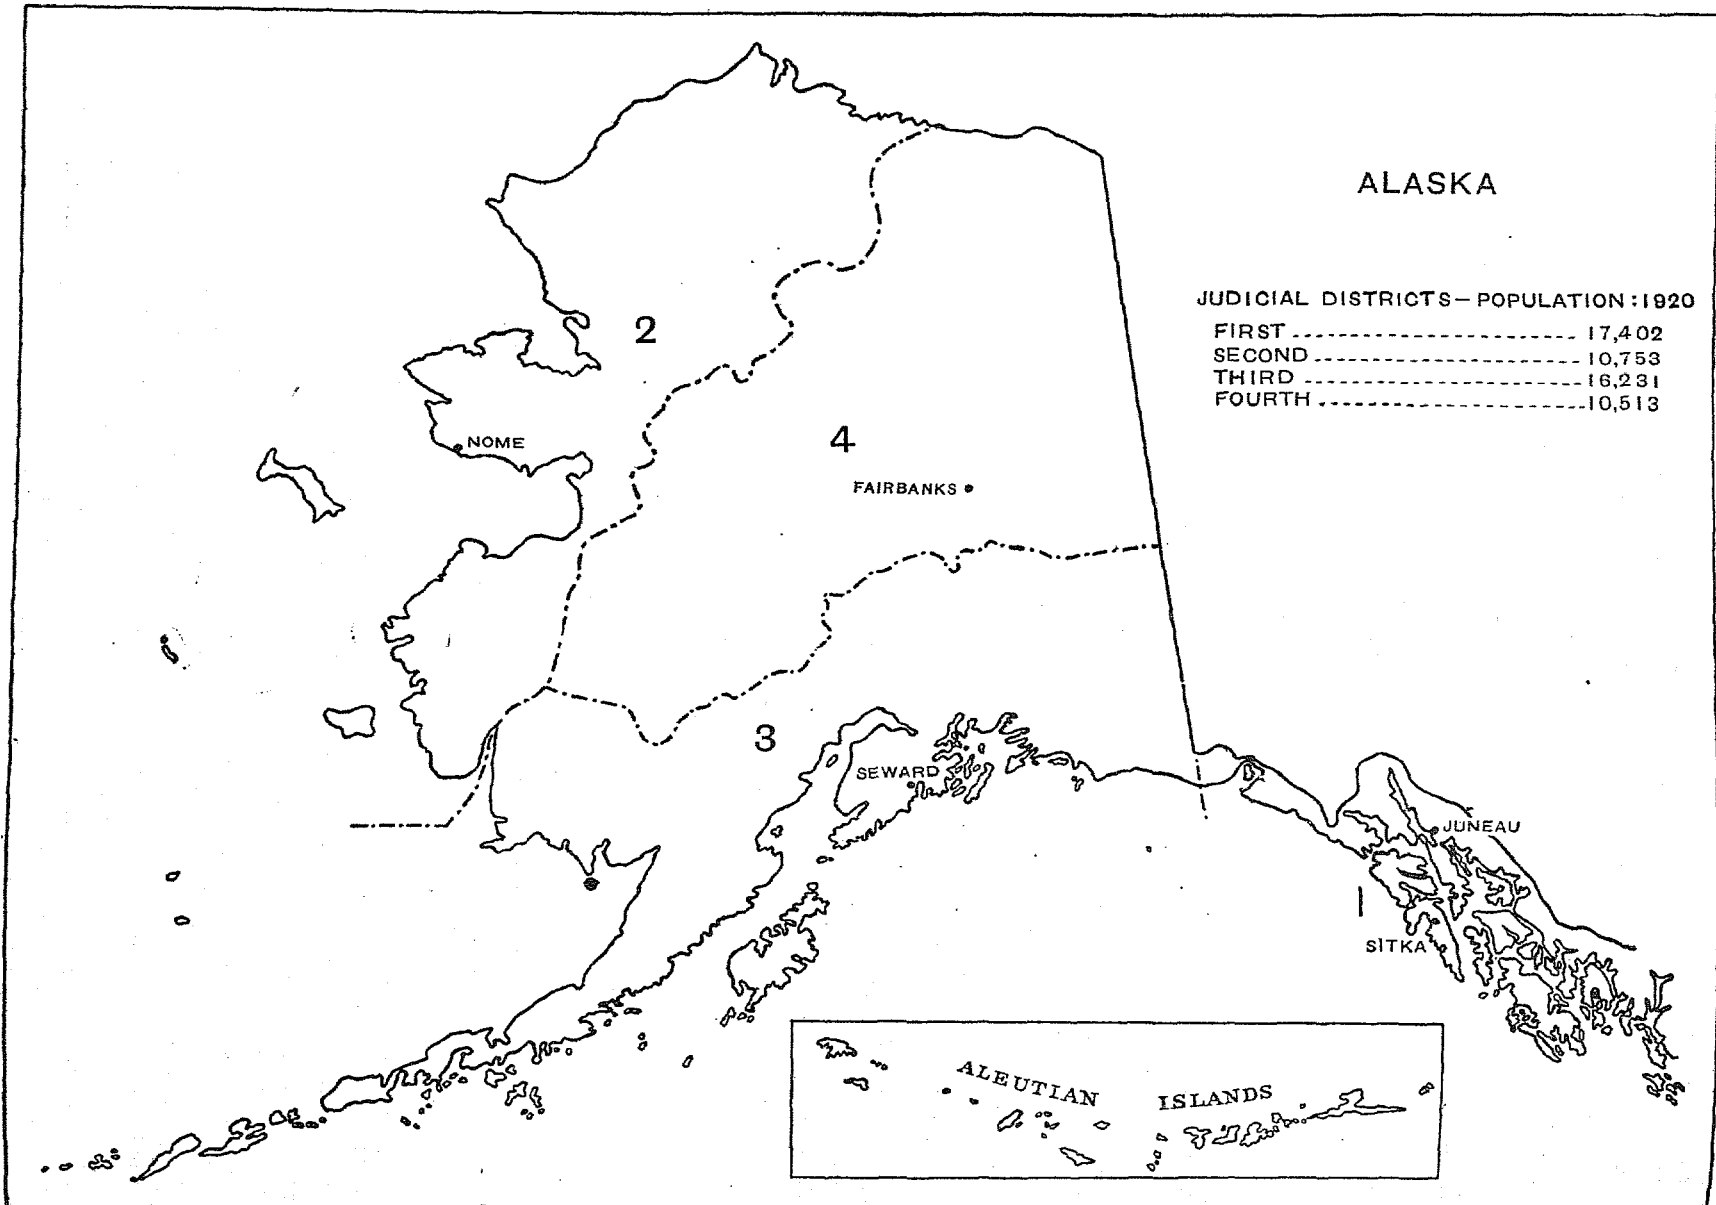 ALASKA
JUDICIAL DISTRICTS—POPULATION:1920
FIRST ---------------------------- 17,402
SECOND ---------------------------- 10,753
THIRD ---------------------------- 16,231
FOURTH ---------------------------- 10,513
2
NOME
4
FAIRBANKS
3
SEWARD
JUNEAU
1
SITKA
ALEUTIAN ISLANDS